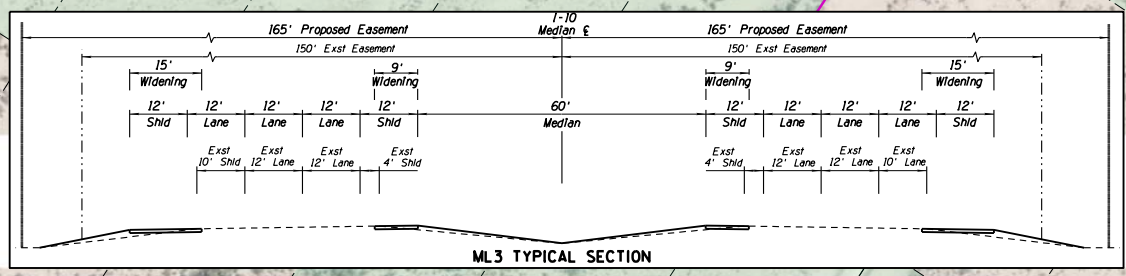 I-10
165' Proposed Easement Median ℄ 165' Proposed Easement
150' Exst Easement 150' Exst Easement
15' 9' 9' 15'
Widening Widening Widening Widening
12' 12' 12' 12' 12' 60' 12' 12' 12' 12' 12'
Shld Lane Lane Lane Shld Median Shld Lane Lane Lane Shld
Exst Exst Exst Exst Exst Exst Exst Exst
10' Shld 12' Lane 12' Lane 4' Shld 4' Shld 12' Lane 12' Lane 10' Lane
ML3 TYPICAL SECTION